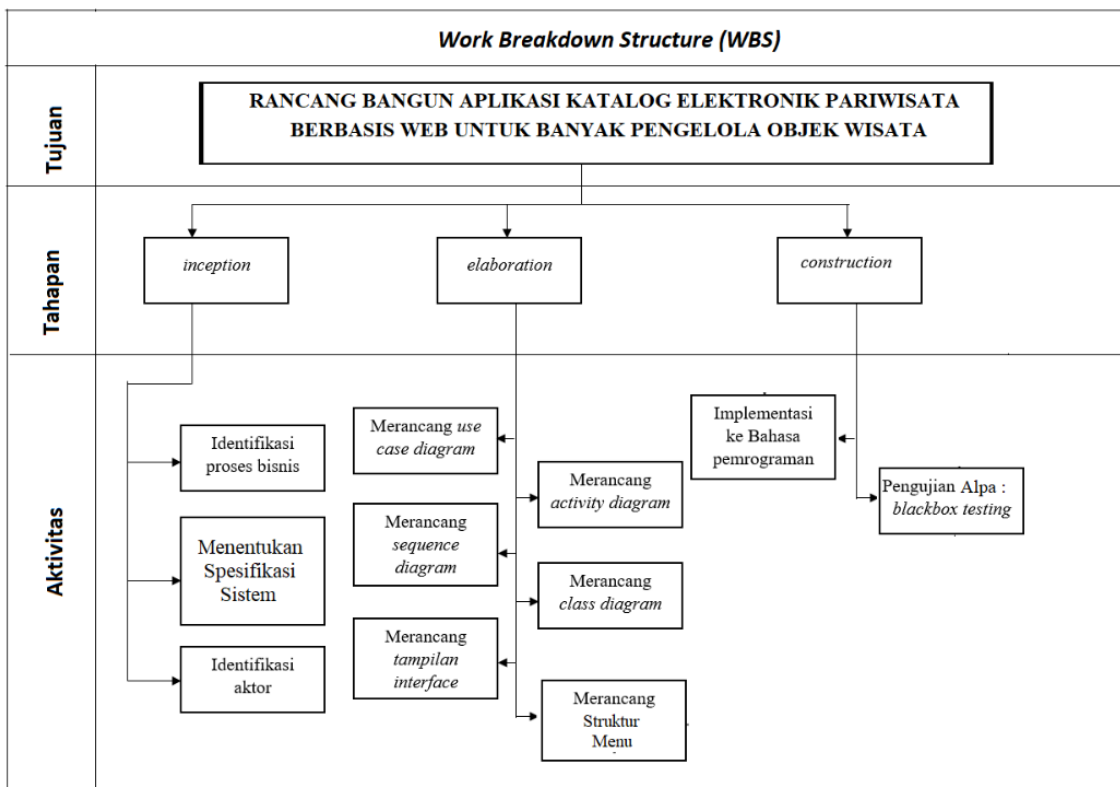 Work Breakdown Structure (WBS)
Tujuan
RANCANG BANGUN APLIKASI KATALOG ELEKTRONIK PARIWISATA
BERBASIS WEB UNTUK BANYAK PENGELOLA OBJEK WISATA
Tahapan
inception
elaboration
construction
Aktivitas
Identifikasi
proses bisnis
Menentukan
Spesifikasi
Sistem
Identifikasi
aktor
Merancang use
case diagram
Merancang
activity diagram
Merancang
sequence
diagram
Merancang
class diagram
Merancang
tampilan
interface
Merancang
Struktur
Menu
Implementasi
ke Bahasa
pemrograman
Pengujian Alpa :
blackbox testing